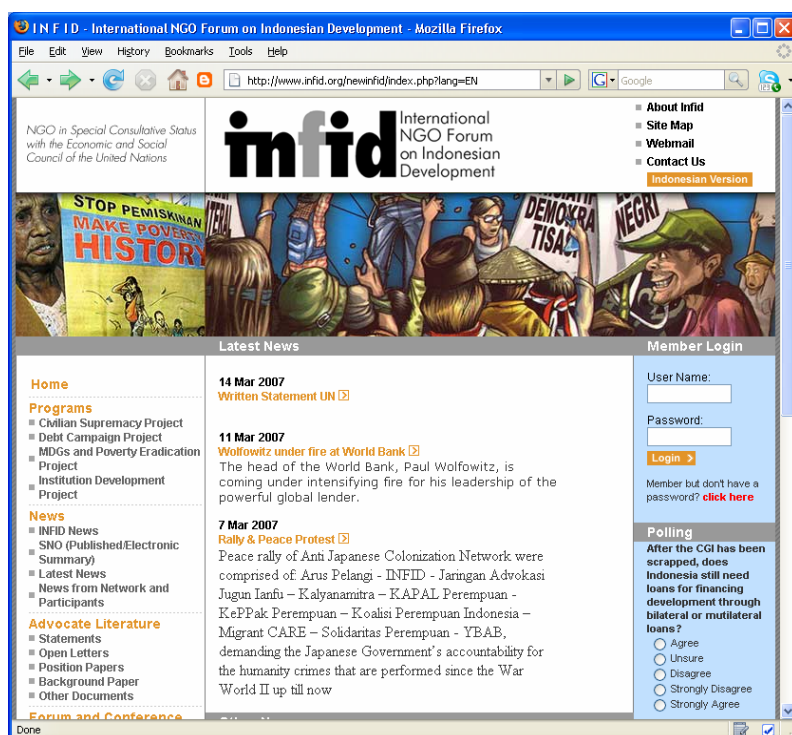 I N F I D - International NGO Forum on Indonesian Development - Mozilla Firefox
File Edit View History Bookmarks Tools Help
http://www.infid.org/newinfid/index.php?lang=EN
G Google
NGO in Special Consultative Status
with the Economic and Social
Council of the United Nations
infid
International
NGO Forum
on Indonesian
Development
About Infid
Site Map
Webmail
Contact Us
Indonesian Version
STOP PEMISKINAN
MAKE POVERTY
HISTORY
DEMOKRA
TISASI
NEGRI
Latest News
Member Login
Home
Programs
Civilian Supremacy Project
Debt Campaign Project
MDGs and Poverty Eradication
Project
Institution Development
Project
News
INFID News
SNO (Published/Electronic
Summary)
Latest News
News from Network and
Participants
Advocate Literature
Statements
Open Letters
Position Papers
Background Paper
Other Documents
Forum and Conference
14 Mar 2007
Written Statement UN
11 Mar 2007
Wolfowitz under fire at World Bank
The head of the World Bank, Paul Wolfowitz, is
coming under intensifying fire for his leadership of the
powerful global lender.
7 Mar 2007
Rally & Peace Protest
Peace rally of Anti Japanese Colonization Network were
comprised of: Arus Pelangi - INFID - Jaringan Advokasi
Jugun Ianfu – Kalyanamitra – KAPAL Perempuan -
KePPak Perempuan – Koalisi Perempuan Indonesia –
Migrant CARE – Solidaritas Perempuan - YBAB,
demanding the Japanese Government's accountability for
the humanity crimes that are performed since the War
World II up till now
User Name:
Password:
Login
Member but don't have a
password? click here
Polling
After the CGI has been
scrapped, does
Indonesia still need
loans for financing
development through
bilateral or mutilateral
loans?
Agree
Unsure
Disagree
Strongly Disagree
Strongly Agree
Done